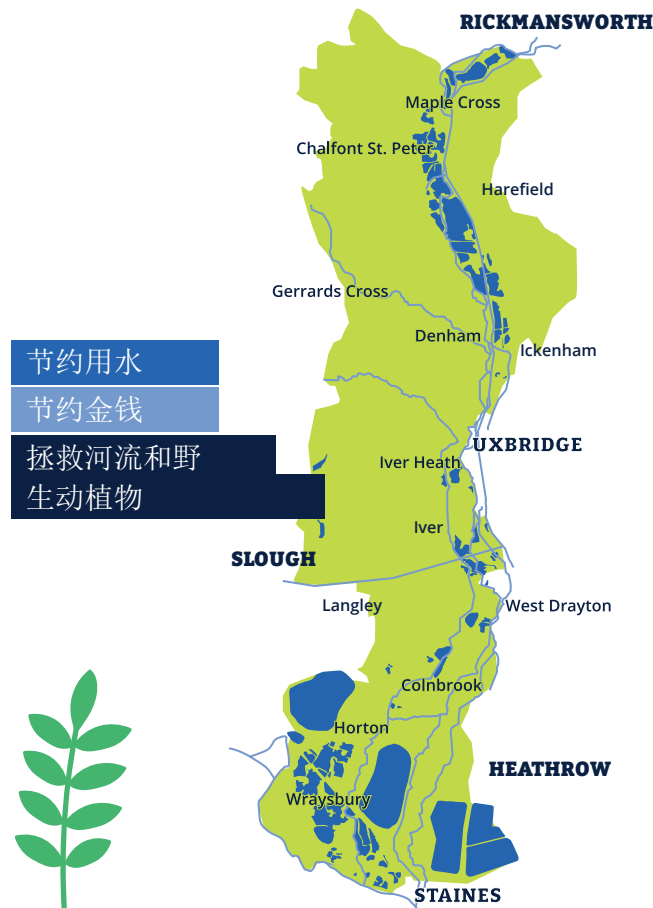 RICKMANSWORTH
Maple Cross
Chalfont St. Peter
Harefield
Gerrards Cross
Denham
Ickenham
节约用水
节约金钱
拯救河流和野
生动植物
UXBRIDGE
Iver Heath
Iver
SLOUGH
Langley
West Drayton
Colnbrook
Horton
HEATHROW
Wraysbury
STAINES